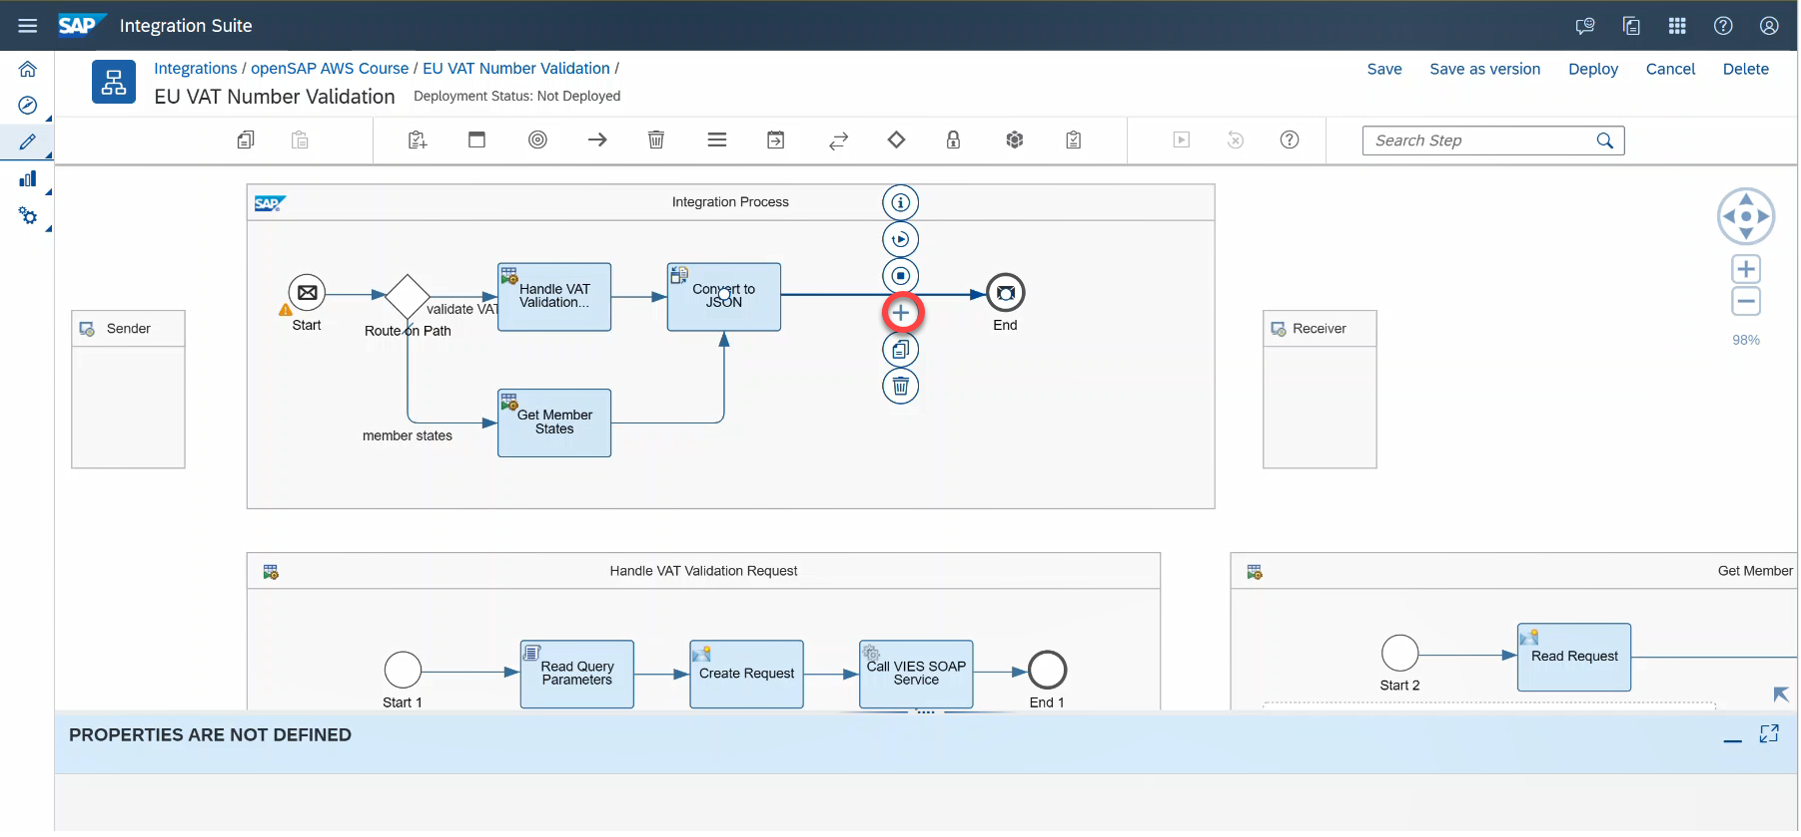 SAP Integration Suite
Integrations / openSAP AWS Course / EU VAT Number Validation /
EU VAT Number Validation Deployment Status: Not Deployed
Save Save as version Deploy Cancel Delete
Search Step
SAP Integration Process
Sender
Start
Route on Path
validate VAT
Handle VAT
Validation...
Convert to
JSON
End
member states
Get Member
States
Receiver
98%
Handle VAT Validation Request
Start 1
Read Query
Parameters
Create Request
Call VIES SOAP
Service
End 1
Get Member
Start 2
Read Request
PROPERTIES ARE NOT DEFINED